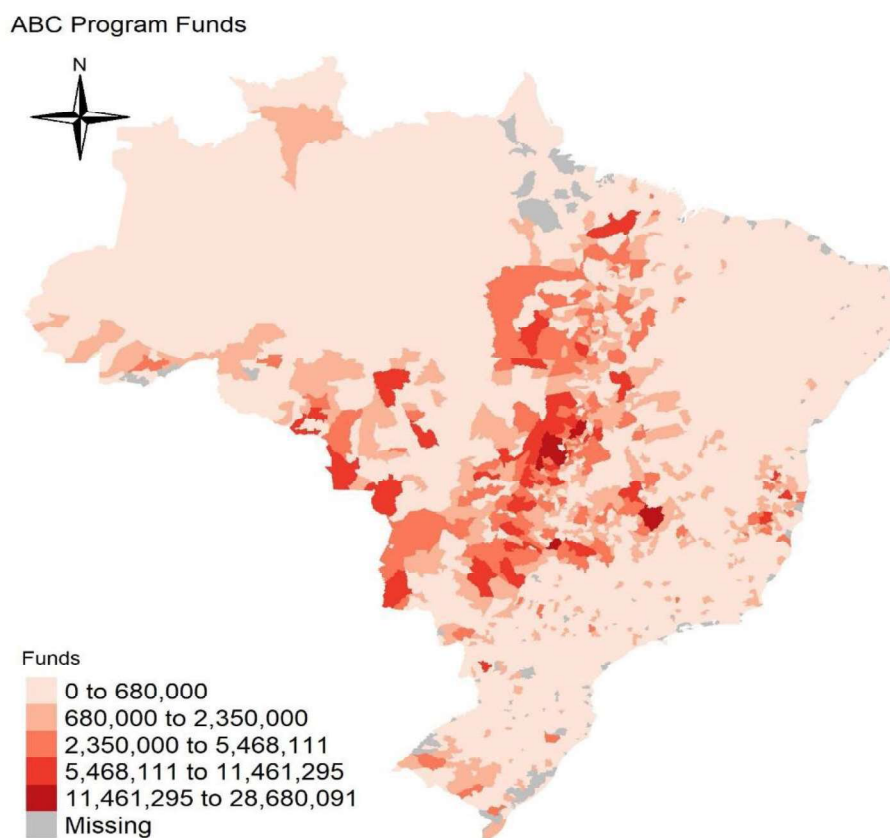 ABC Program Funds
N
Funds
0 to 680,000
680,000 to 2,350,000
2,350,000 to 5,468,111
5,468,111 to 11,461,295
11,461,295 to 28,680,091
Missing